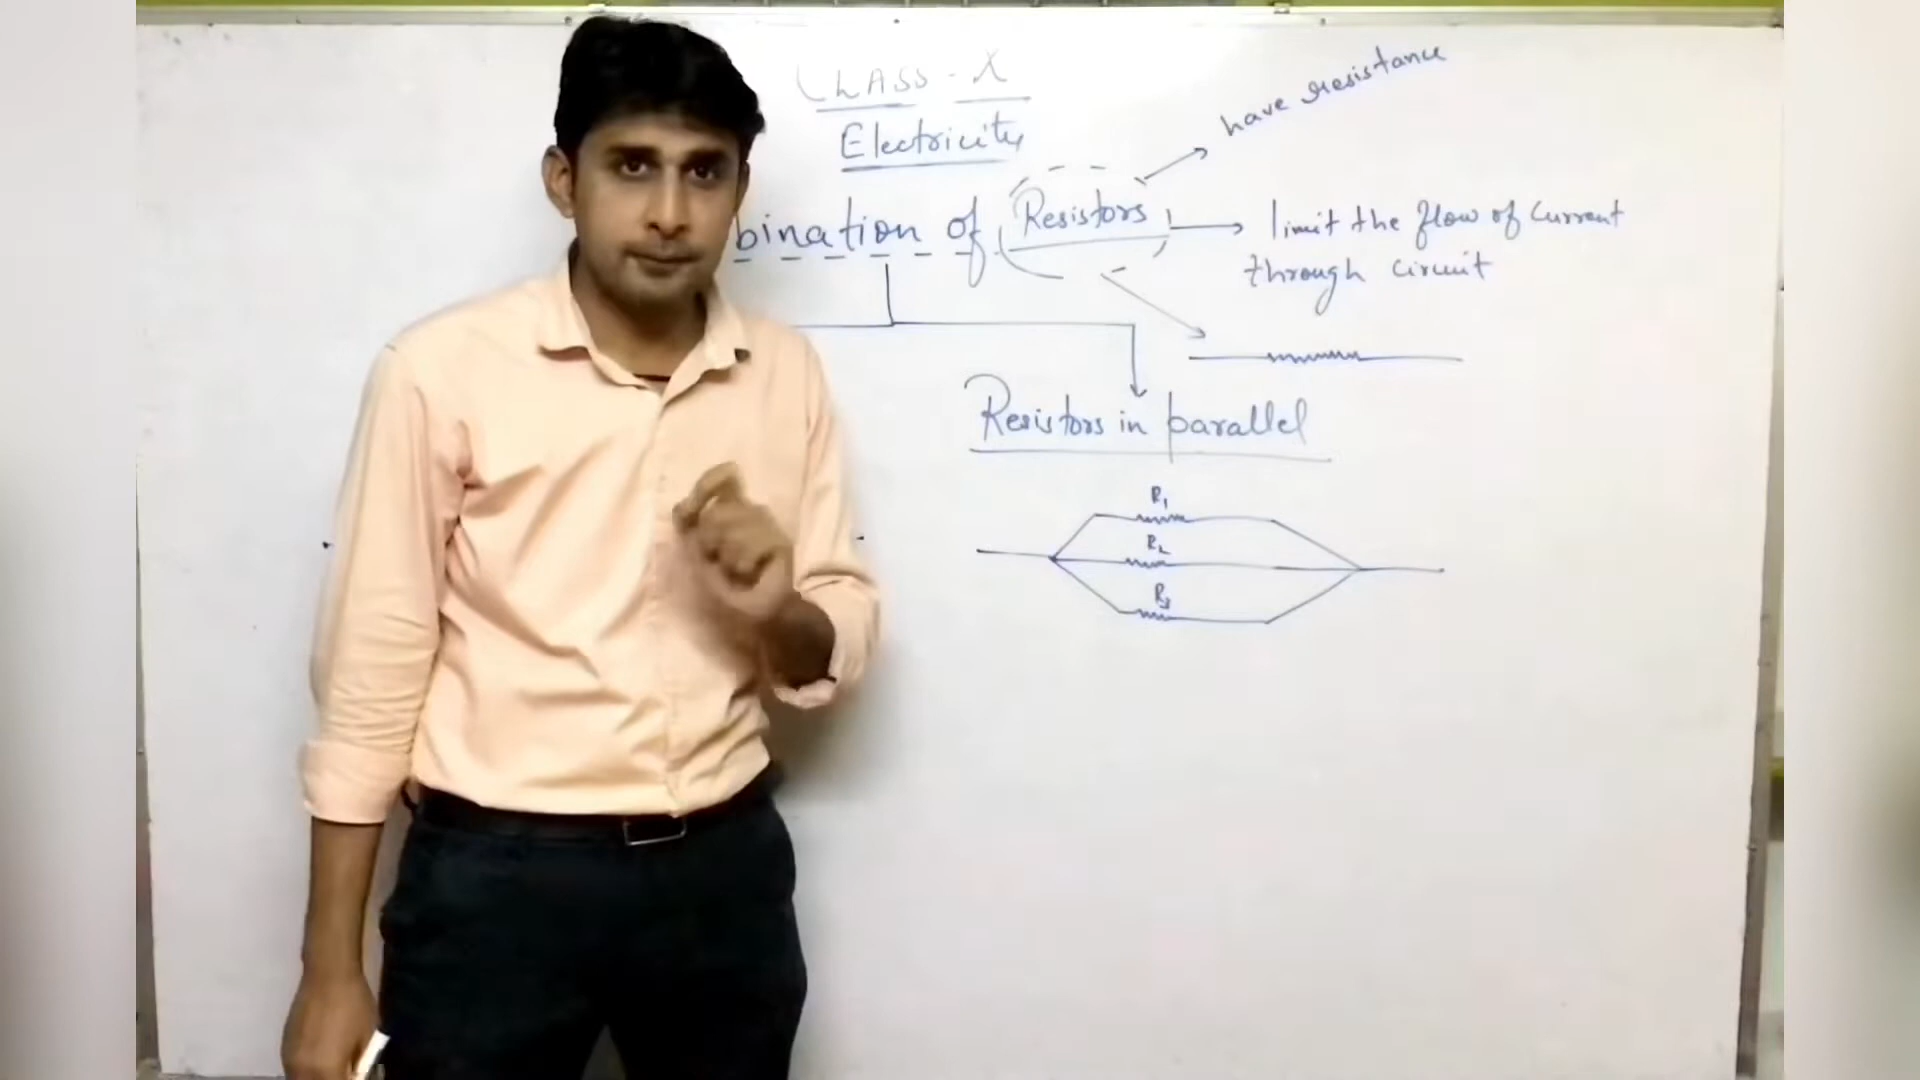 CLASS - X
Electricity
bination of Resistors
have resistance
limit the flow of current
through circuit
Resistors in parallel
R1
R2
R3